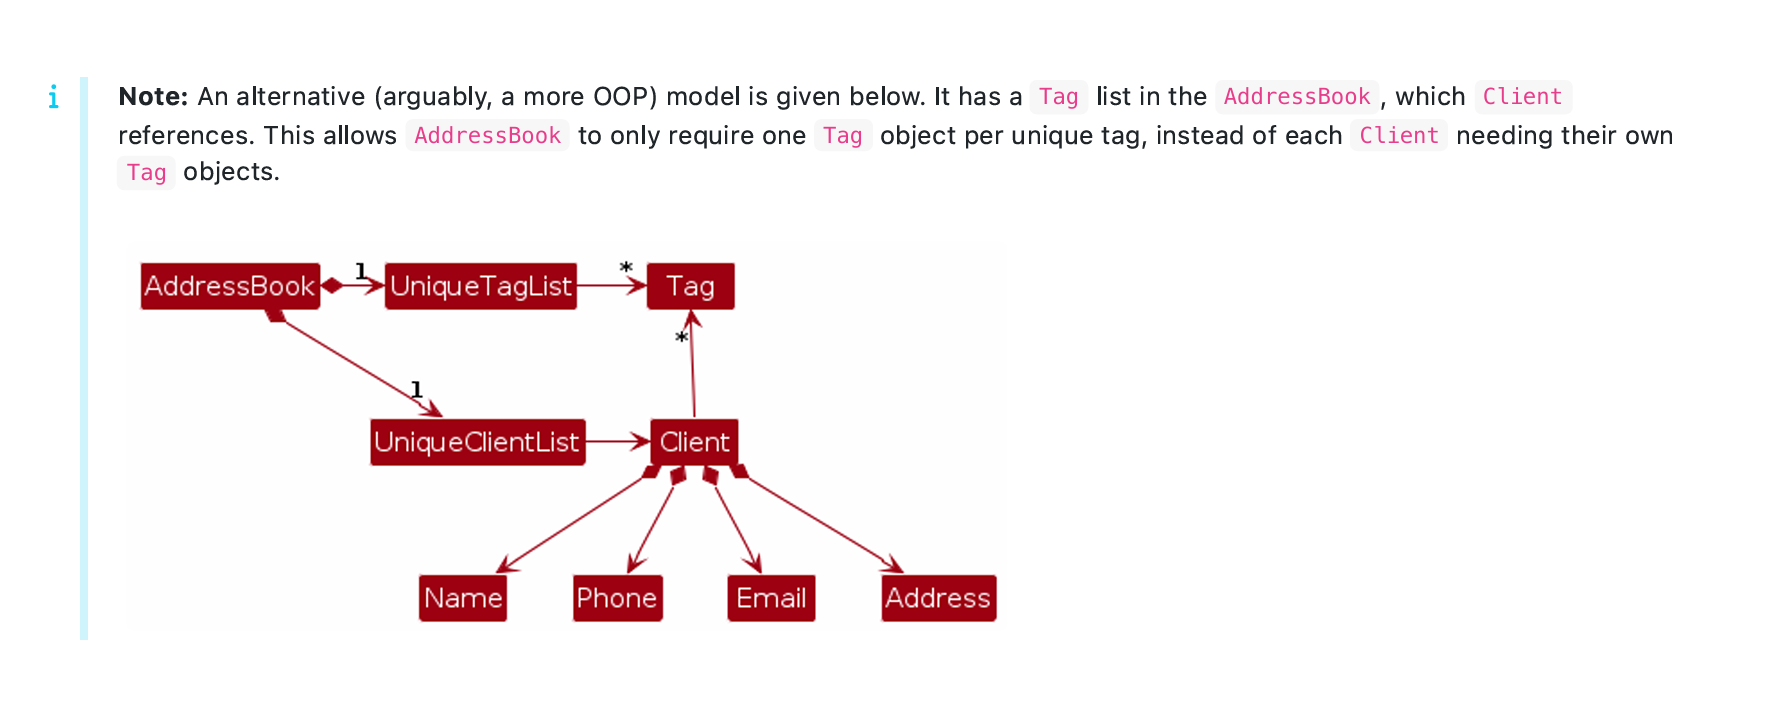 i
Note: An alternative (arguably, a more OOP) model is given below. It has a Tag list in the AddressBook, which Client
references. This allows AddressBook to only require one Tag object per unique tag, instead of each Client needing their own
Tag objects.
AddressBook 1 UniqueTagList * Tag
*
1
UniqueClientList Client
Name Phone Email Address